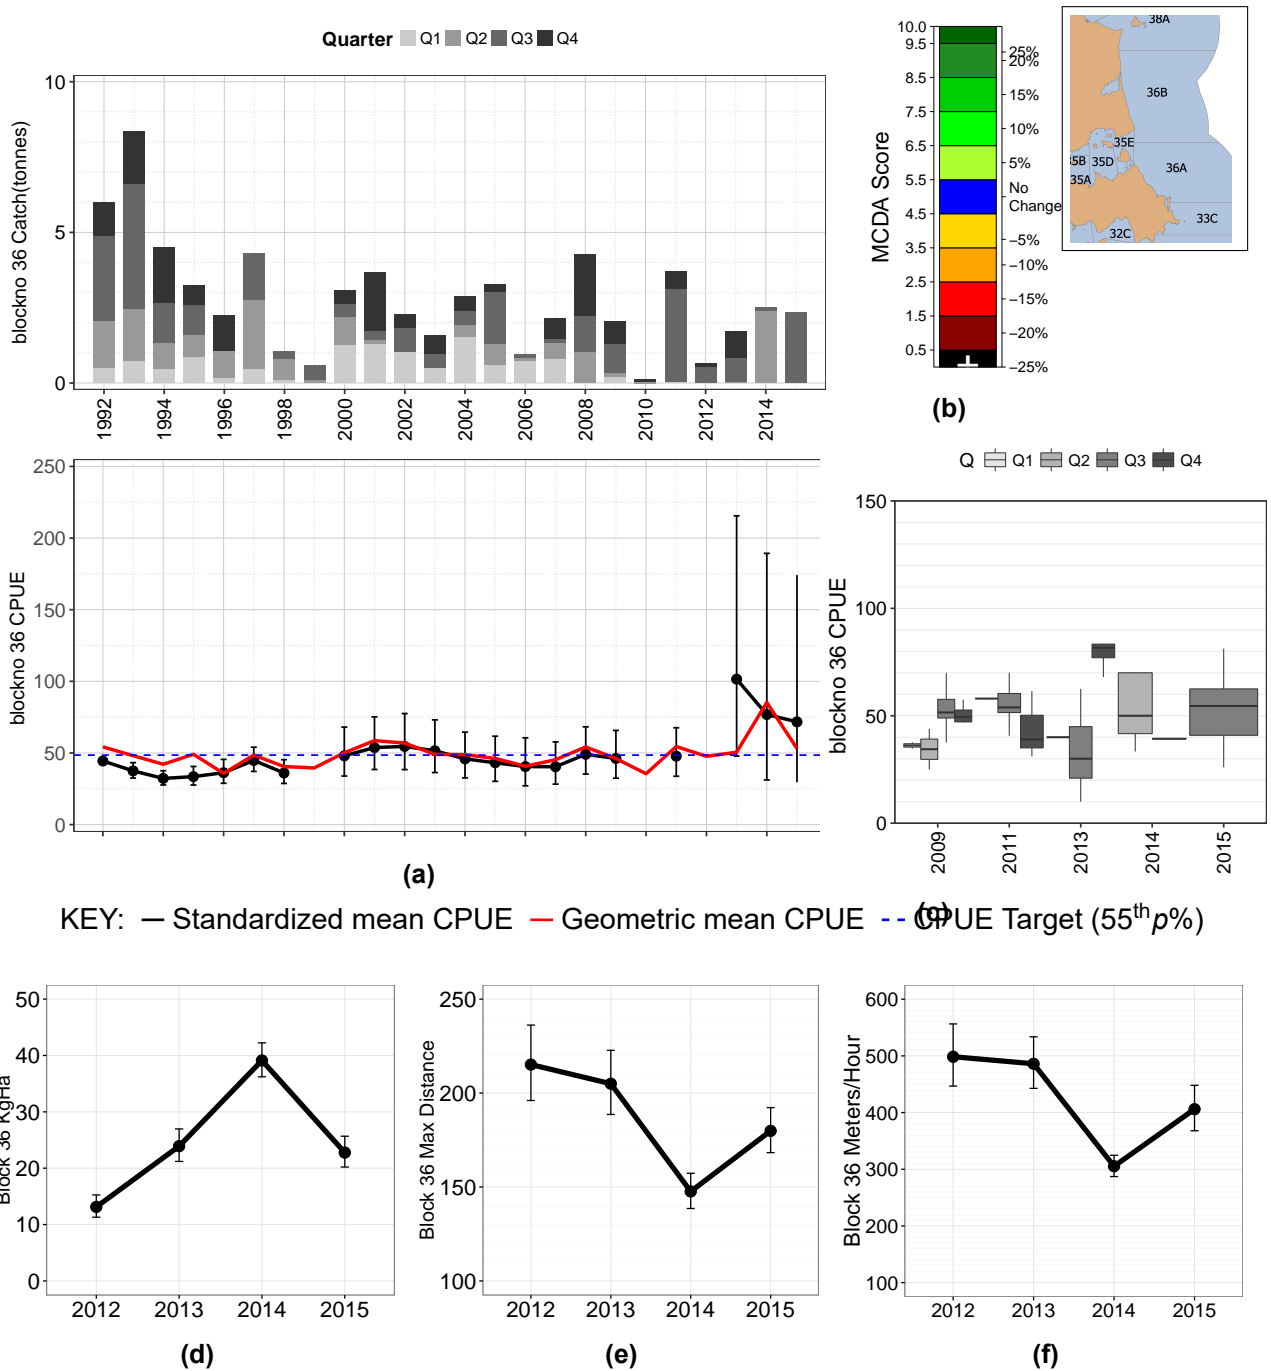 Quarter Q1 Q2 Q3 Q4
blockno 36 Catch(tonnes)
10
5
0
1992 1994 1996 1998 2000 2002 2004 2006 2008 2010 2012 2014
blockno 36 CPUE
250
200
150
100
50
0
(a)
MCDA Score
10.0
9.5
8.5
7.5
6.5
5.5
4.5
3.5
2.5
1.5
0.5
25%
20%
15%
10%
5%
No
Change
−5%
−10%
−15%
−20%
−25%
(b)
38A
36B
35E
35B 35D
36A
35A
33C
32C
Q Q1 Q2 Q3 Q4
blockno 36 CPUE
150
100
50
0
2009 2011 2013 2014 2015
(c)
KEY: Standardized mean CPUE Geometric mean CPUE CPUE Target (55th p%)
Block 36 KgHa
50
40
30
20
10
0
2012 2013 2014 2015
(d)
Block 36 Max Distance
250
200
150
100
2012 2013 2014 2015
(e)
Block 36 Meters/Hour
600
500
400
300
200
100
2012 2013 2014 2015
(f)